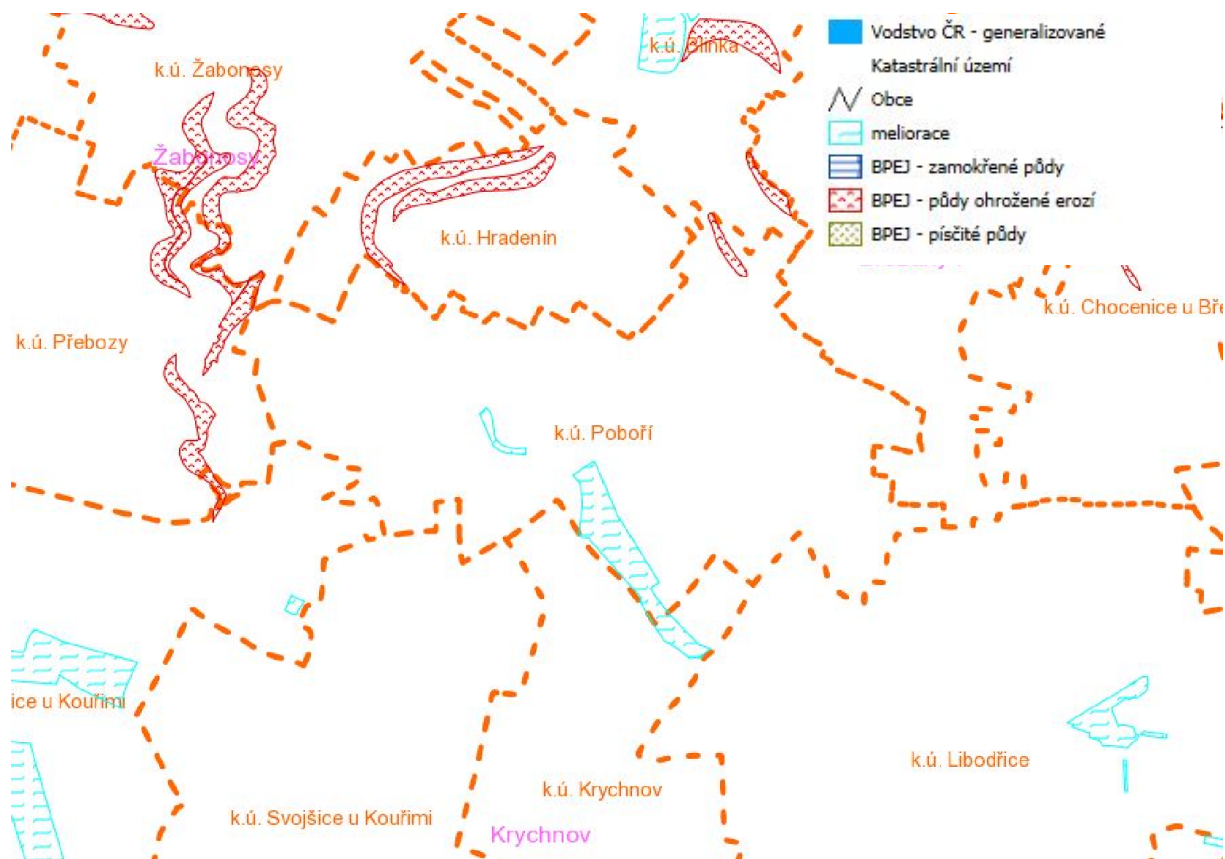 k.ú. Žabonosy
Žabonosy
k.ú. Hradenín
k.ú. Přebozy
k.ú. Chocenice u Bře
k.ú. Poboří
ice u Kouřimi
k.ú. Svojšice u Kouřimi
k.ú. Krychnov
Krychnov
k.ú. Libodřice
k.ú.
Vodstvo ČR - generalizované
Katastrální území
Obce
meliorace
BPEJ - zamokřené půdy
BPEJ - půdy ohrožené erozí
BPEJ - písčité půdy